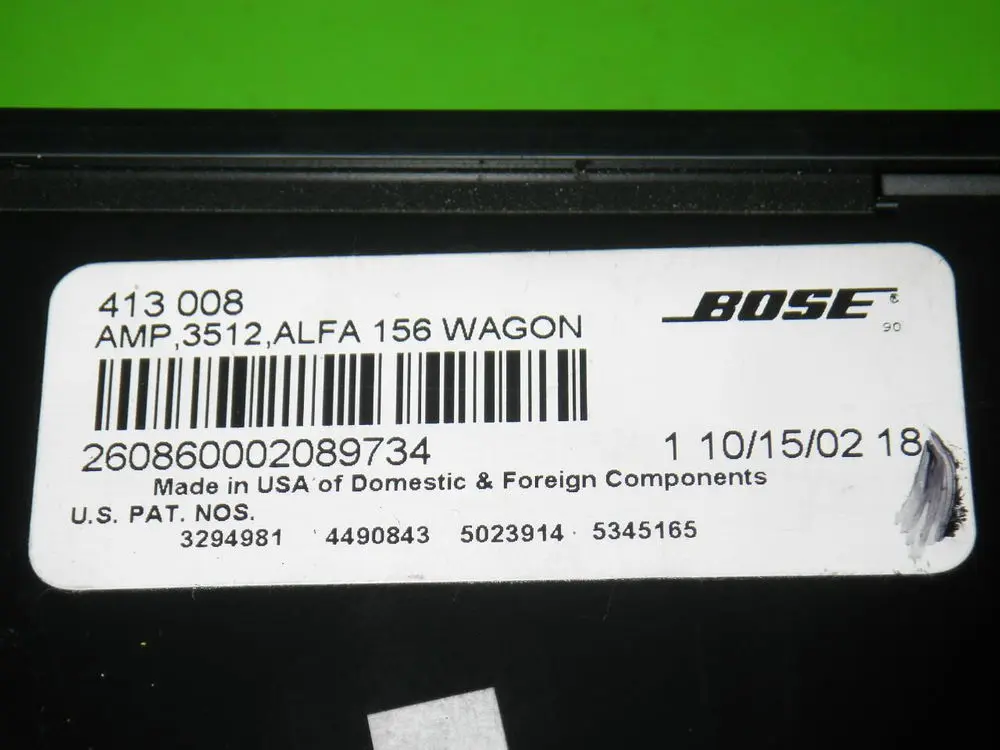 413 008
AMP,3512,ALFA 156 WAGON
BOSE
90
260860002089734
1 10/15/02 18
Made in USA of Domestic & Foreign Components
U.S. PAT. NOS.
3294981 4490843 5023914 5345165